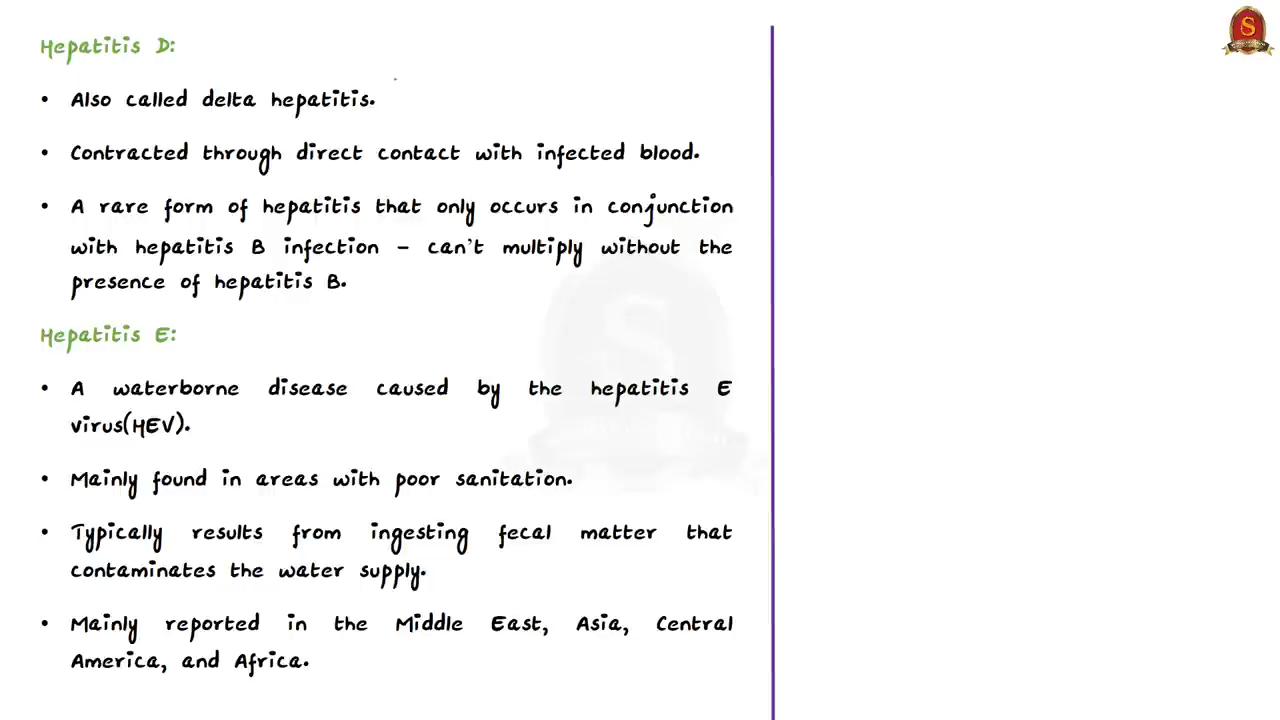 Hepatitis D:
• Also called delta hepatitis.
• Contracted through direct contact with infected blood.
• A rare form of hepatitis that only occurs in conjunction
with hepatitis B infection – can't multiply without the
presence of hepatitis B.
Hepatitis E:
• A waterborne disease caused by the hepatitis E
virus(HEV).
• Mainly found in areas with poor sanitation.
• Typically results from ingesting fecal matter that
contaminates the water supply.
• Mainly reported in the Middle East, Asia, Central
America, and Africa.
S
S